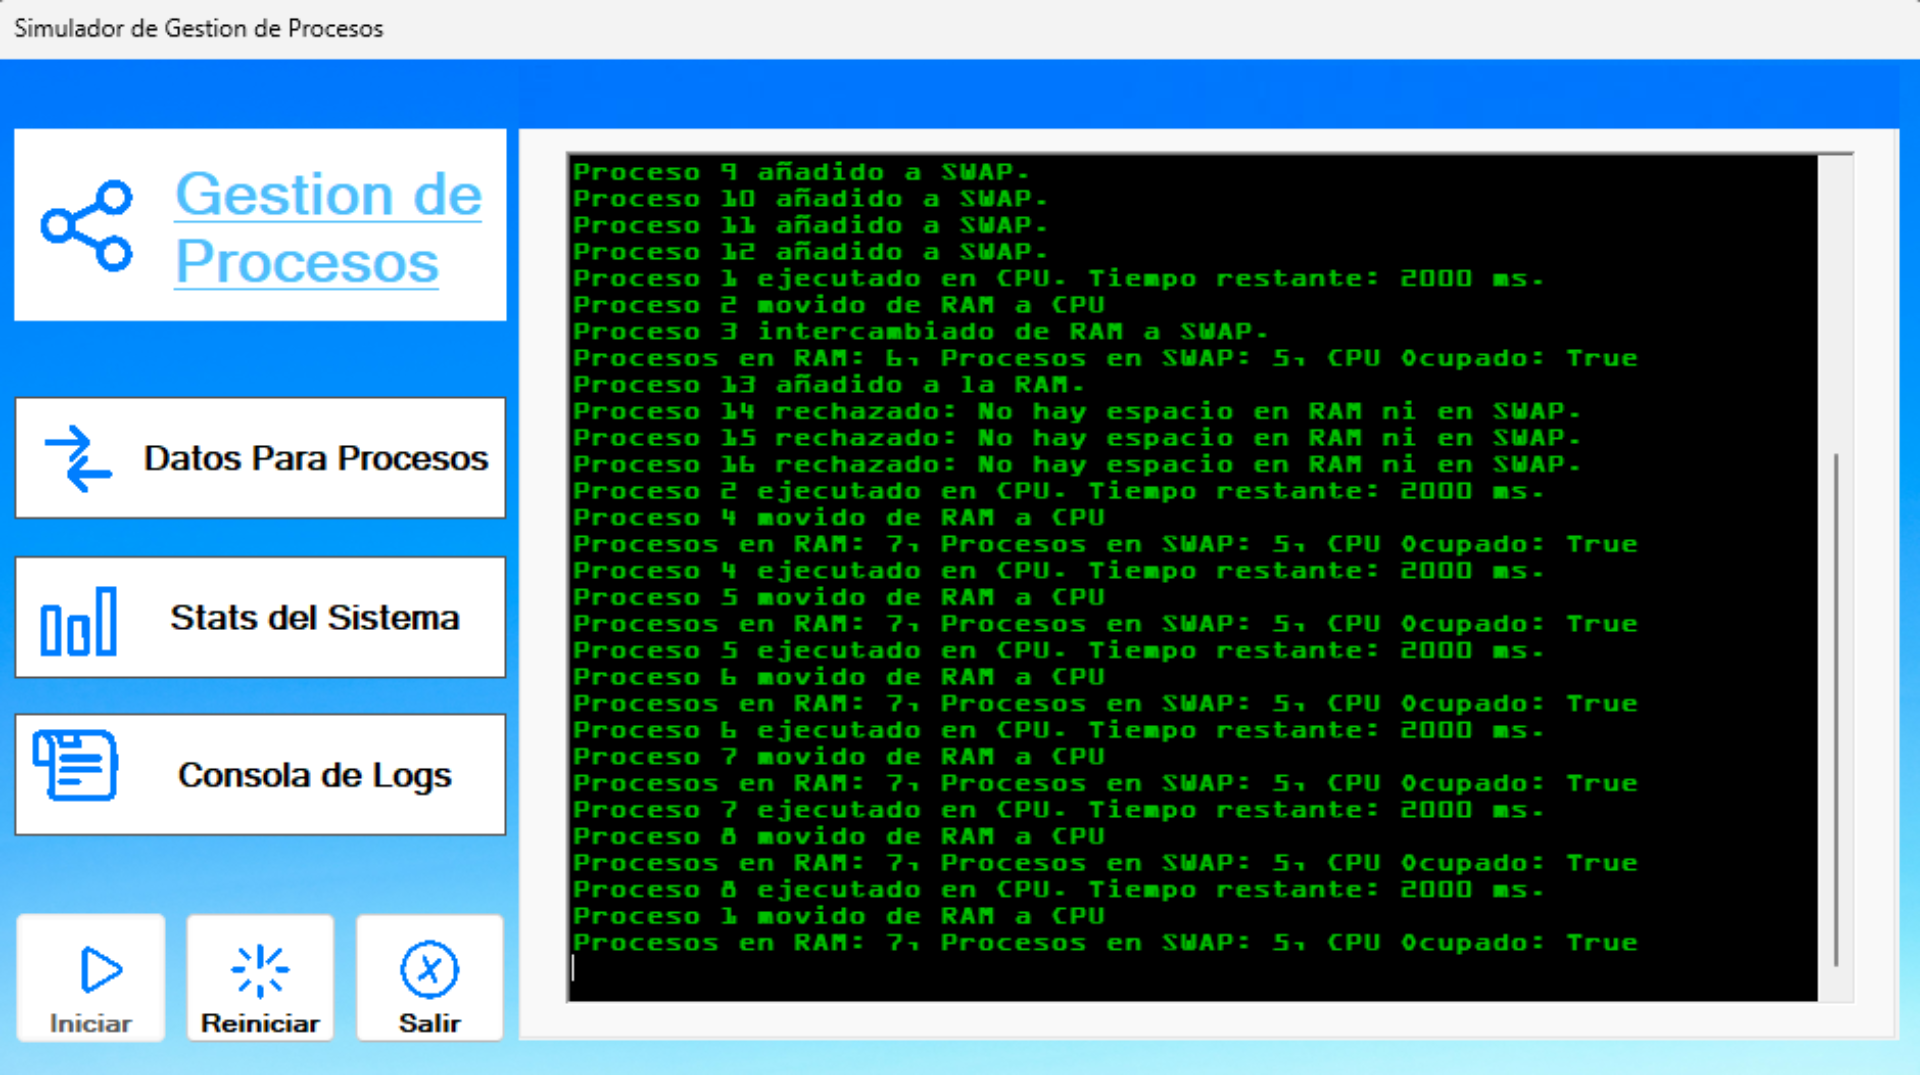 Simulador de Gestion de Procesos
Gestion de
Procesos
Datos Para Procesos
Stats del Sistema
Consola de Logs
Iniciar
Reiniciar
Salir
Proceso 9 añadido a SWAP.
Proceso 10 añadido a SWAP.
Proceso 11 añadido a SWAP.
Proceso 12 añadido a SWAP.
Proceso 1 ejecutado en CPU. Tiempo restante: 2000 ms.
Proceso 2 movido de RAM a CPU
Proceso 3 intercambiado de RAM a SWAP.
Procesos en RAM: 6, Procesos en SWAP: 5, CPU Ocupado: True
Proceso 13 añadido a la RAM.
Proceso 14 rechazado: No hay espacio en RAM ni en SWAP.
Proceso 15 rechazado: No hay espacio en RAM ni en SWAP.
Proceso 16 rechazado: No hay espacio en RAM ni en SWAP.
Proceso 2 ejecutado en CPU. Tiempo restante: 2000 ms.
Proceso 4 movido de RAM a CPU
Procesos en RAM: 7, Procesos en SWAP: 5, CPU Ocupado: True
Proceso 4 ejecutado en CPU. Tiempo restante: 2000 ms.
Proceso 5 movido de RAM a CPU
Procesos en RAM: 7, Procesos en SWAP: 5, CPU Ocupado: True
Proceso 5 ejecutado en CPU. Tiempo restante: 2000 ms.
Proceso 6 movido de RAM a CPU
Procesos en RAM: 7, Procesos en SWAP: 5, CPU Ocupado: True
Proceso 6 ejecutado en CPU. Tiempo restante: 2000 ms.
Proceso 7 movido de RAM a CPU
Procesos en RAM: 7, Procesos en SWAP: 5, CPU Ocupado: True
Proceso 7 ejecutado en CPU. Tiempo restante: 2000 ms.
Proceso 8 movido de RAM a CPU
Procesos en RAM: 7, Procesos en SWAP: 5, CPU Ocupado: True
Proceso 8 ejecutado en CPU. Tiempo restante: 2000 ms.
Proceso 1 movido de RAM a CPU
Procesos en RAM: 7, Procesos en SWAP: 5, CPU Ocupado: True